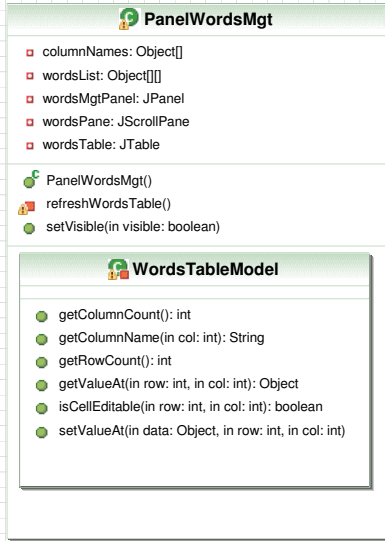 PanelWordsMgt
columnNames: Object[]
wordsList: Object[][]
wordsMgtPanel: JPanel
wordsPane: JScrollPane
wordsTable: JTable
PanelWordsMgt()
refreshWordsTable()
setVisible(in visible: boolean)
WordsTableModel
getColumnCount(): int
getColumnName(in col: int): String
getRowCount(): int
getValueAt(in row: int, in col: int): Object
isCellEditable(in row: int, in col: int): boolean
setValueAt(in data: Object, in row: int, in col: int)